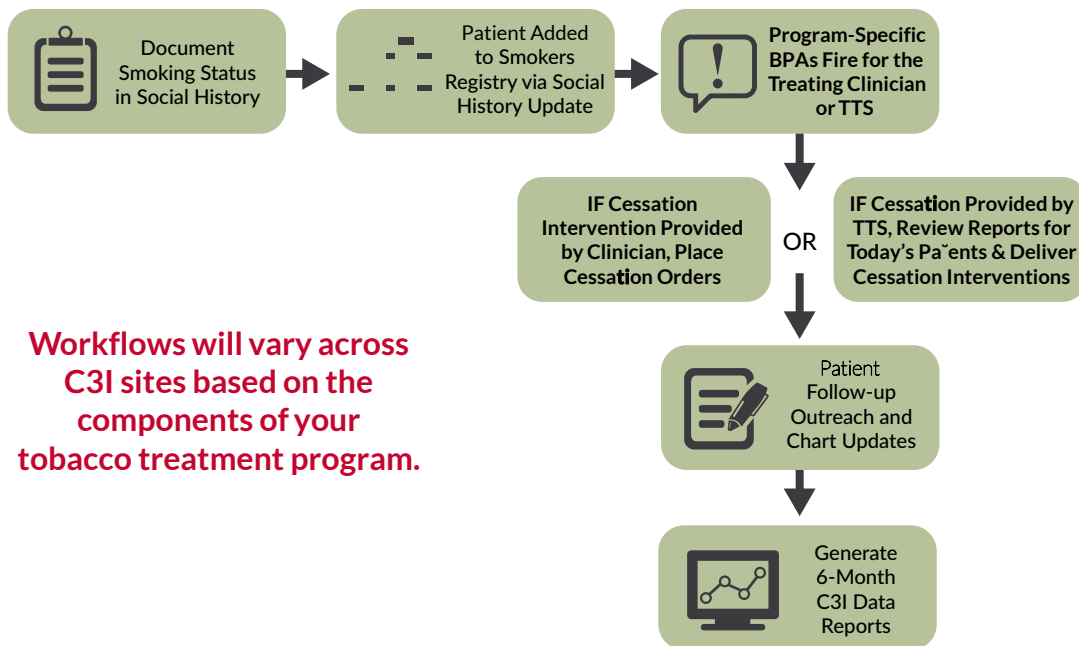 Document
Smoking Status
in Social History
Patient Added
to Smokers
Registry via Social
History Update
Program-Specific
BPAs Fire for the
Treating Clinician
or TTS
IF Cessation
Intervention Provided
by Clinician, Place
Cessation Orders
OR
IF Cessation Provided by
TTS, Review Reports for
Today's Pa˘ents & Deliver
Cessation Interventions
Workflows will vary across
C3I sites based on the
components of your
tobacco treatment program.
Patient
Follow-up
Outreach and
Chart Updates
Generate
6-Month
C3I Data
Reports